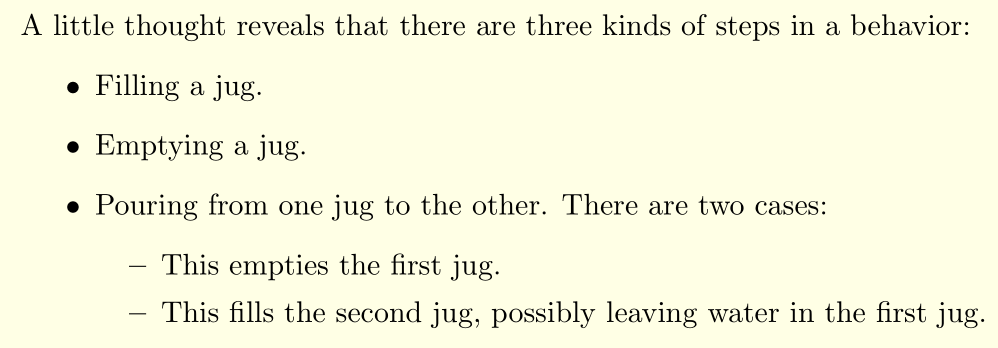 A little thought reveals that there are three kinds of steps in a behavior:
• Filling a jug.
• Emptying a jug.
• Pouring from one jug to the other. There are two cases:
– This empties the first jug.
– This fills the second jug, possibly leaving water in the first jug.